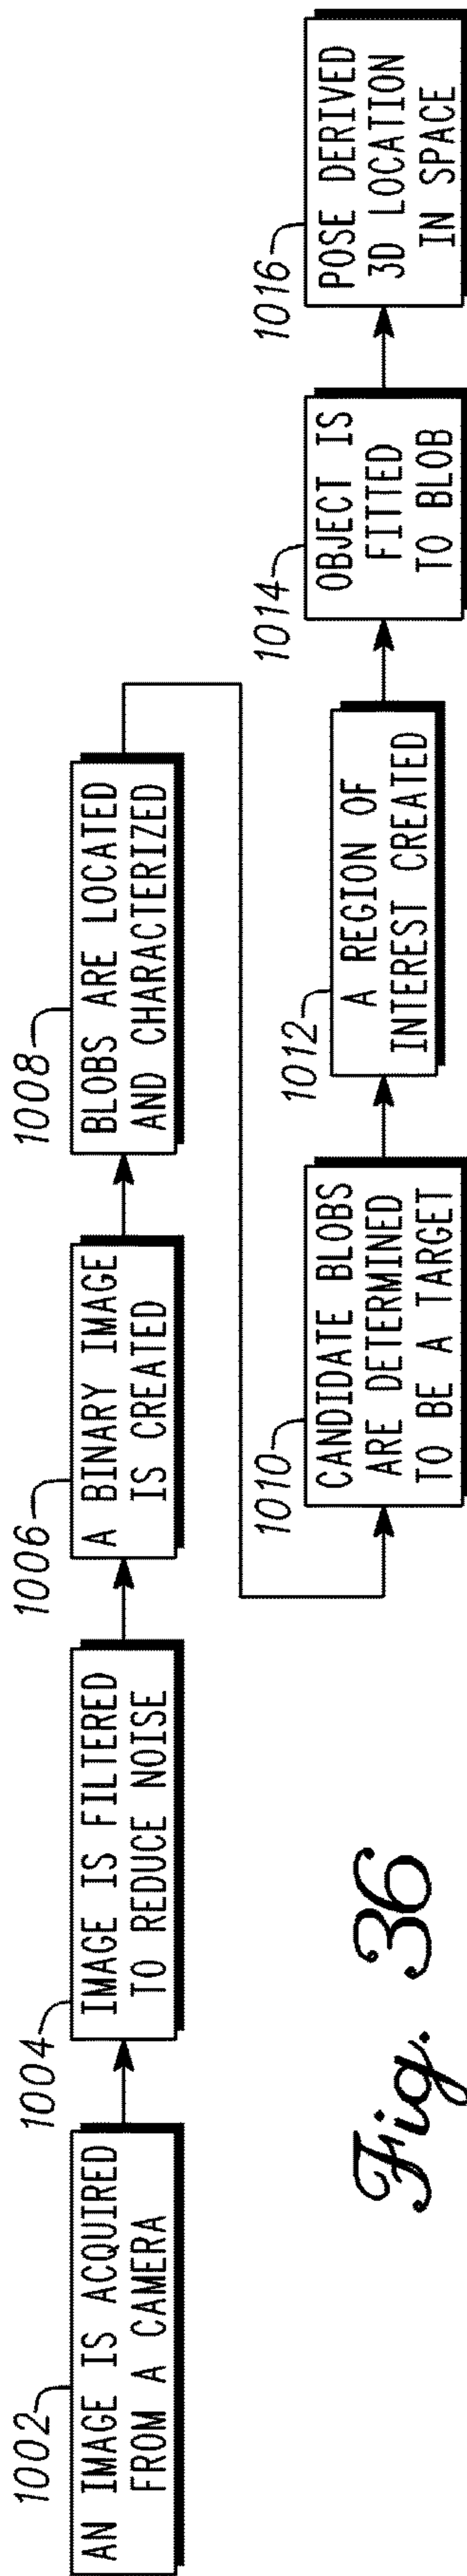 1002
AN IMAGE IS ACQUIRED
FROM A CAMERA
1004
IMAGE IS FILTERED
TO REDUCE NOISE
1006
A BINARY IMAGE
IS CREATED
1008
BLOBS ARE LOCATED
AND CHARACTERIZED
1010
CANDIDATE BLOBS
ARE DETERMINED
TO BE A TARGET
1012
A REGION OF
INTEREST CREATED
1014
OBJECT IS
FITTED
TO BLOB
1016
POSE DERIVED
3D LOCATION
IN SPACE
Fig. 36